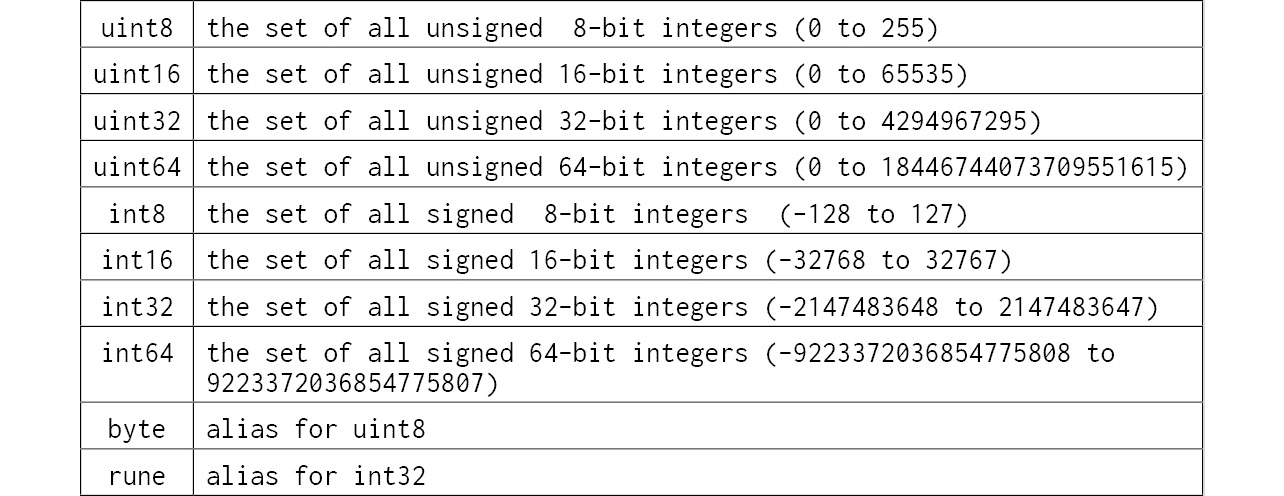 uint8 the set of all unsigned  8-bit integers (0 to 255)
uint16 the set of all unsigned 16-bit integers (0 to 65535)
uint32 the set of all unsigned 32-bit integers (0 to 4294967295)
uint64 the set of all unsigned 64-bit integers (0 to 18446744073709551615)
int8 the set of all signed  8-bit integers  (-128 to 127)
int16 the set of all signed 16-bit integers (-32768 to 32767)
int32 the set of all signed 32-bit integers (-2147483648 to 2147483647)
int64 the set of all signed 64-bit integers (-9223372036854775808 to
9223372036854775807)
byte alias for uint8
rune alias for int32